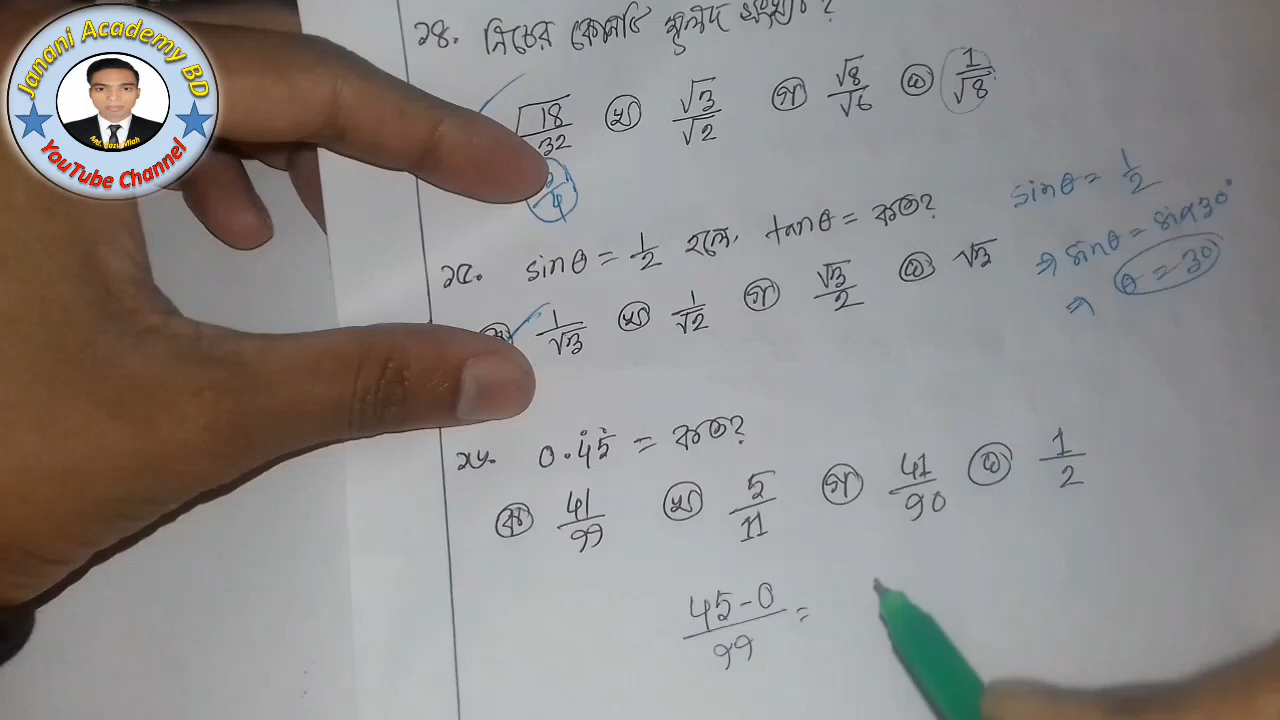 Janani Academy BD
YouTube Channel
২৪. নিচের কোনটি মূলদ সংখ্যা?
√18/32 (খ) √3/√2 (গ) √8/√6 (ঘ) 1/√8
4
২৫. sinθ = 1/2 হলে, tanθ = কত?
1/√3 (খ) 1/√2 (গ) √3/2 (ঘ) √3
sinθ = 1/2
⇒ sinθ = sin30°
⇒ θ = 30
২৬. 0.4̇5̇ = কত?
(ক) 41/99 (খ) 5/11 (গ) 41/90 (ঘ) 1/2
45-0/99 =